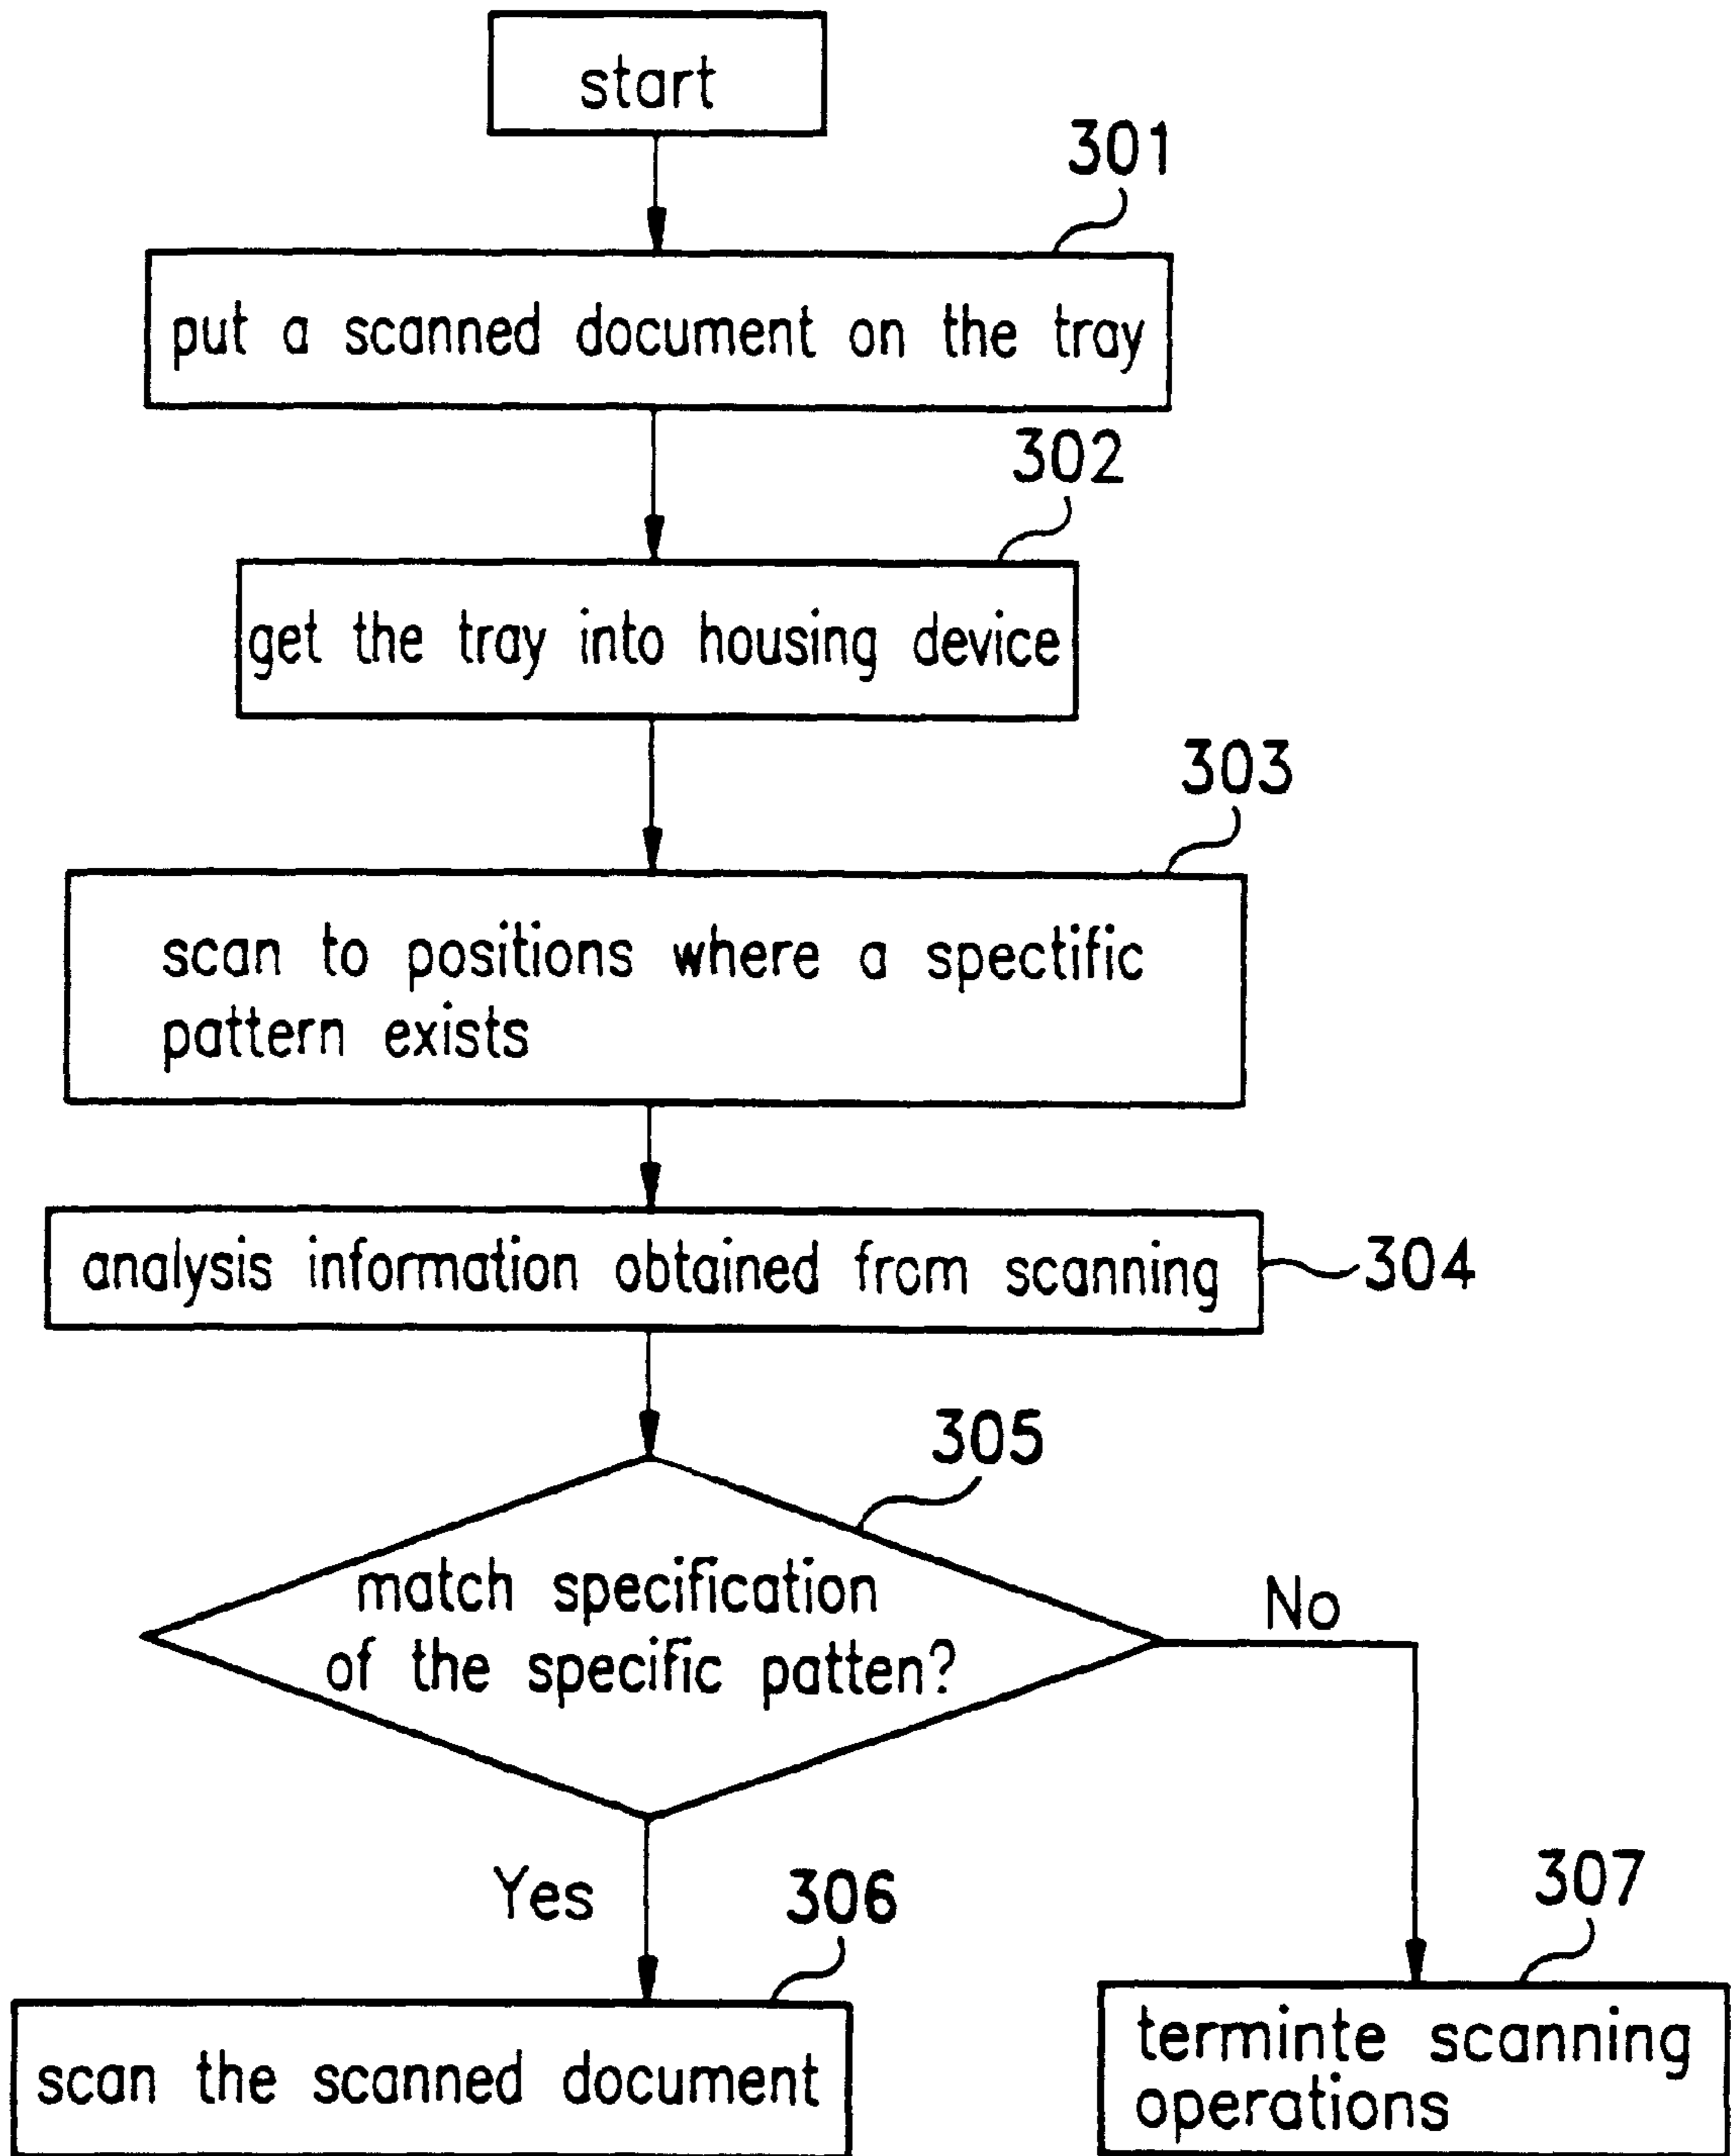 start
301
put a scanned document on the tray
302
get the tray into housing device
303
scan to positions where a spectific
pattern exists
analysis information obtained from scanning
304
305
match specification
of the specific patten?
No
Yes
306
307
scan the scanned document
terminte scanning
operations